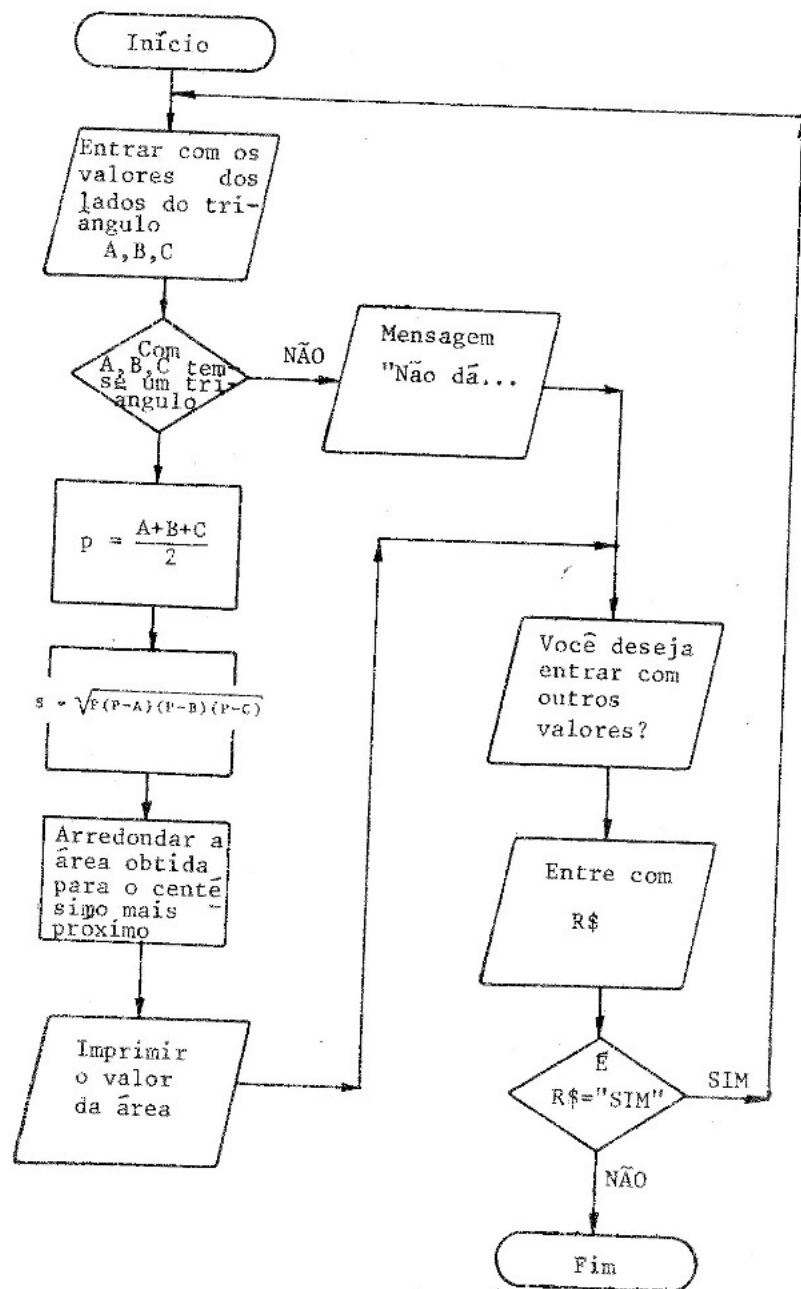 Início
Entrar com os
valores dos
lados do tri-
ângulo
A,B,C
Com
A,B,C tem-
se um tri-
ângulo
NÃO
Mensagem
"Não dá...
p = A+B+C
2
S = √P(P-A)(P-B)(P-C)
Arredondar a
área obtida
para o centé
simo mais -
proxímo
Imprimir
o valor
da área
Você deseja
entrar com
outros
valores?
Entre com
R$
É
R$="SIM"
SIM
NÃO
Fim